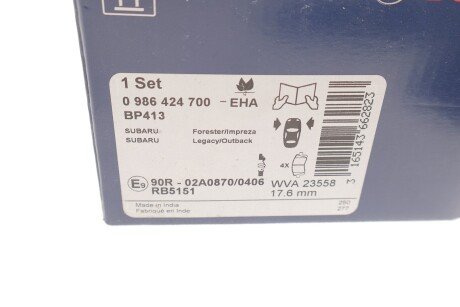 1 Set
0 986 424 700 - EHA
BP413
SUBARU Forester/Impreza
SUBARU Legacy/Outback
4X
E9 90R - 02A0870/0406 WVA 23558
RB5151 17.6 mm
Made in India
Fabriqué en Inde
3 165143 662823